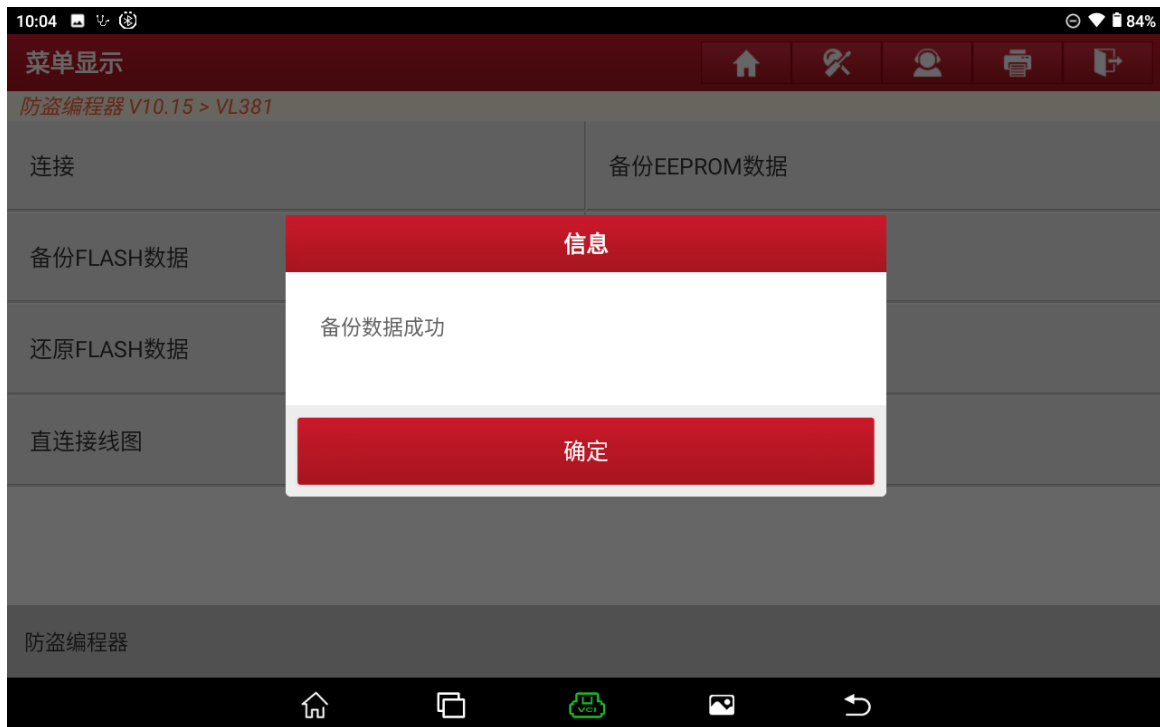 10:04
84%
菜单显示
防盗编程器 V10.15 > VL381
连接
备份EEPROM数据
备份FLASH数据
信息
备份数据成功
还原FLASH数据
直连接线图
确定
防盗编程器
VCI